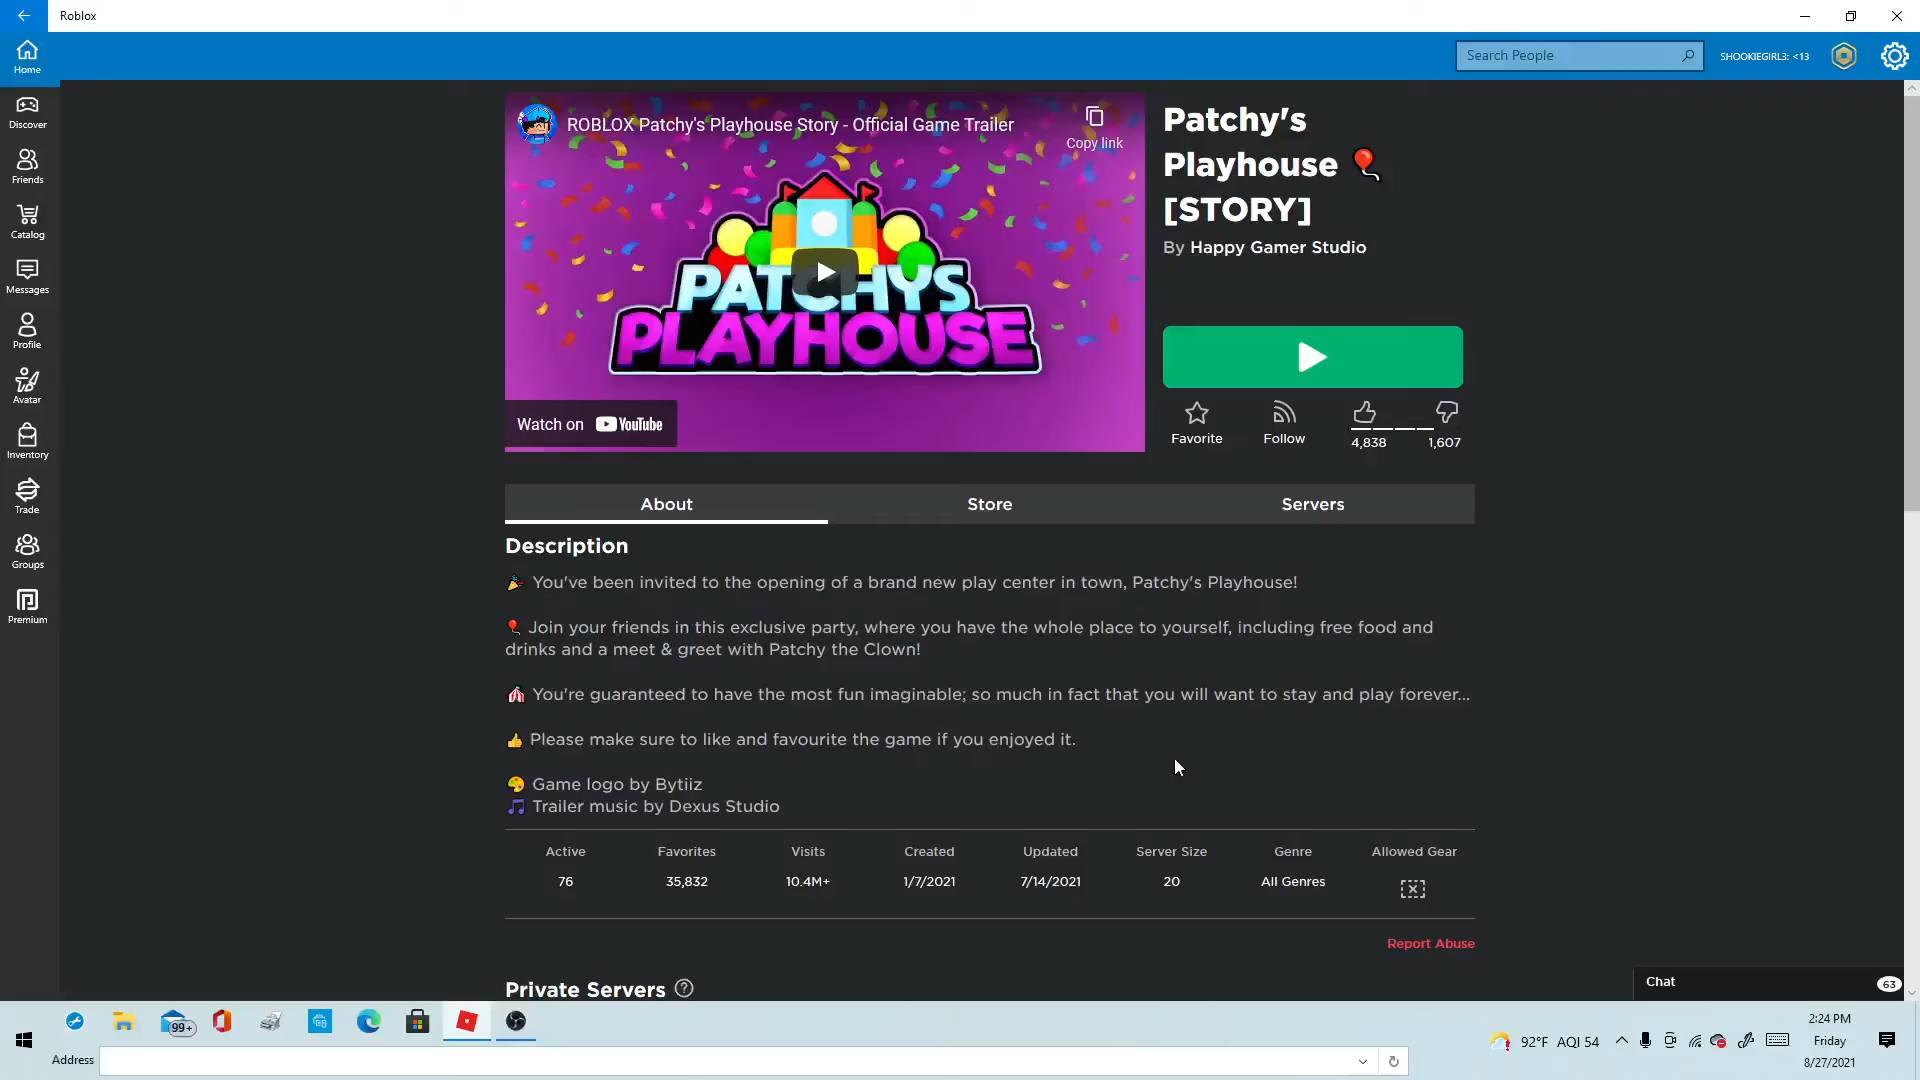 Roblox
Home
Search People
SHOOKIEGIRL3: <13
Discover
Friends
Catalog
Messages
Profile
Avatar
Inventory
Trade
Groups
Premium
ROBLOX Patchy's Playhouse Story - Official Game Trailer
Copy link
PATCHYS
PLAYHOUSE
Watch on YouTube
Patchy's
Playhouse 🎈
[STORY]
By Happy Gamer Studio
Favorite
Follow
4,838
1,607
About
Store
Servers
Description
🎉 You've been invited to the opening of a brand new play center in town, Patchy's Playhouse!
🎈 Join your friends in this exclusive party, where you have the whole place to yourself, including free food and
drinks and a meet & greet with Patchy the Clown!
🎪 You're guaranteed to have the most fun imaginable; so much in fact that you will want to stay and play forever...
👍 Please make sure to like and favourite the game if you enjoyed it.
🎨 Game logo by Bytiiz
🎵 Trailer music by Dexus Studio
Active Favorites Visits Created Updated Server Size Genre Allowed Gear
76 35,832 10.4M+ 1/7/2021 7/14/2021 20 All Genres
Report Abuse
Private Servers
Chat
63
99+
92°F AQI 54
2:24 PM
Friday
8/27/2021
Address